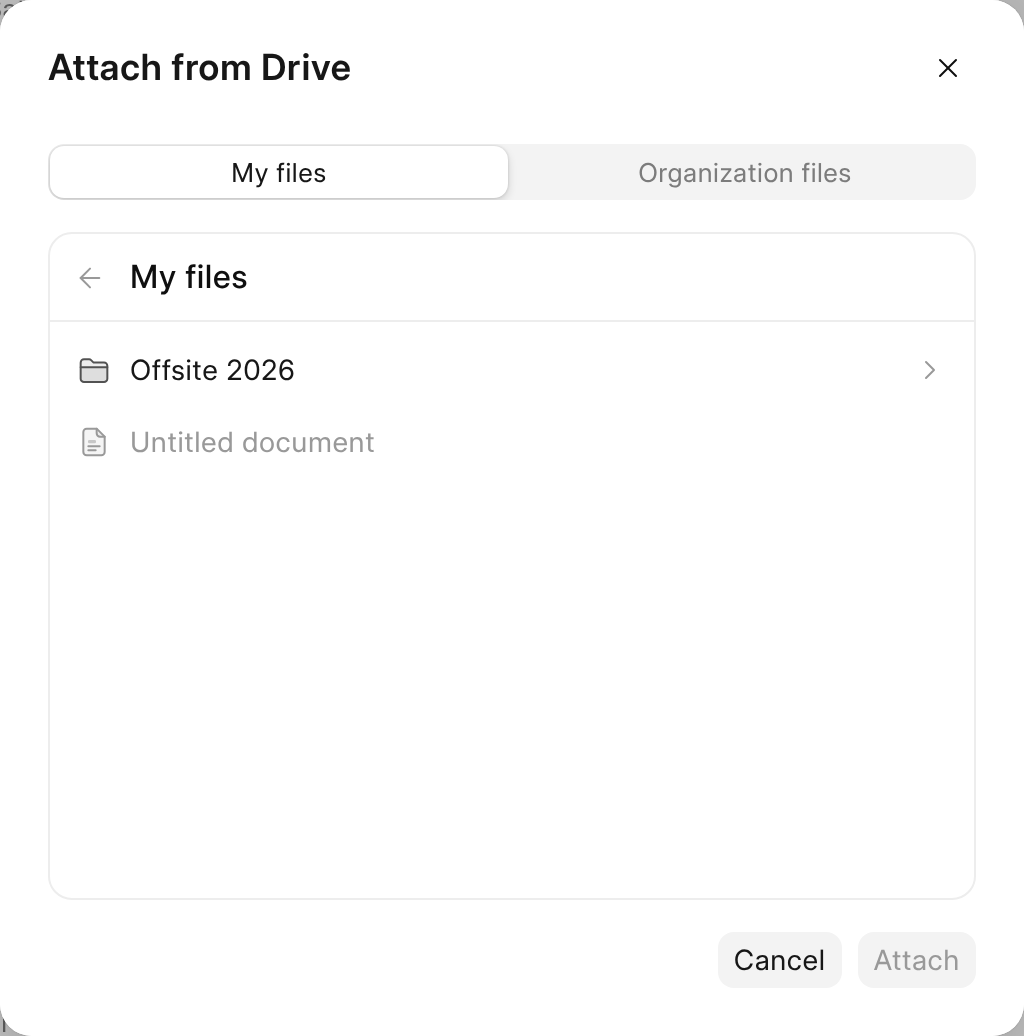 Attach from Drive
My files
Organization files
My files
Offsite 2026
Untitled document
Cancel
Attach